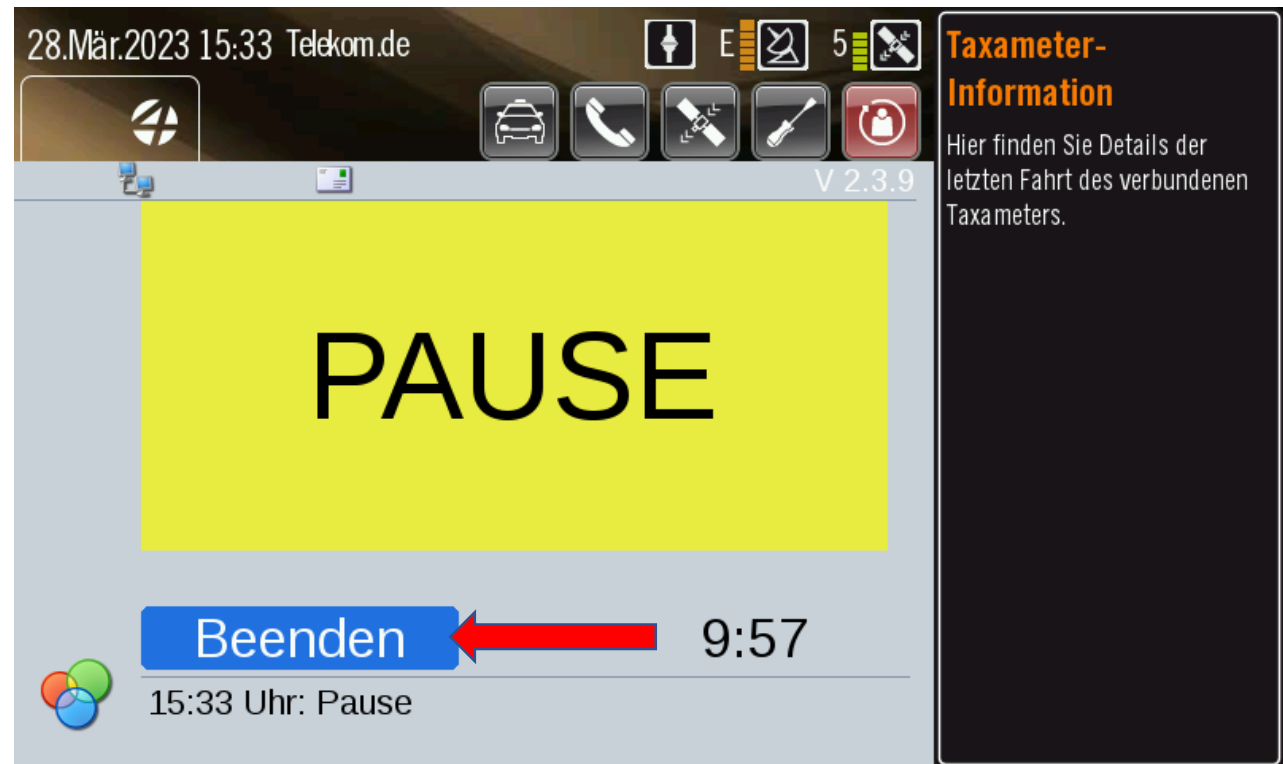 28.Mär.2023 15:33 Telekom.de
E
5
V 2.3.9
PAUSE
Beenden
9:57
15:33 Uhr: Pause
Taxameter-
Information
Hier finden Sie Details der
letzten Fahrt des verbundenen
Taxameters.